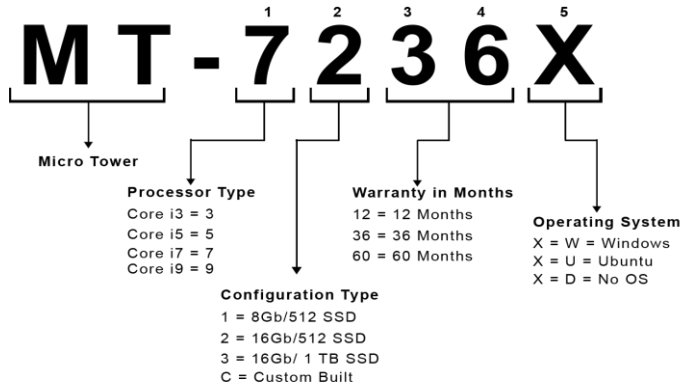 1 2 3 4 5
MT-7236X
Micro Tower
Processor Type
Core i3 = 3
Core i5 = 5
Core i7 = 7
Core i9 = 9
Configuration Type
1 = 8Gb/512 SSD
2 = 16Gb/512 SSD
3 = 16Gb/ 1 TB SSD
C = Custom Built
Warranty in Months
12 = 12 Months
36 = 36 Months
60 = 60 Months
Operating System
X = W = Windows
X = U = Ubuntu
X = D = No OS